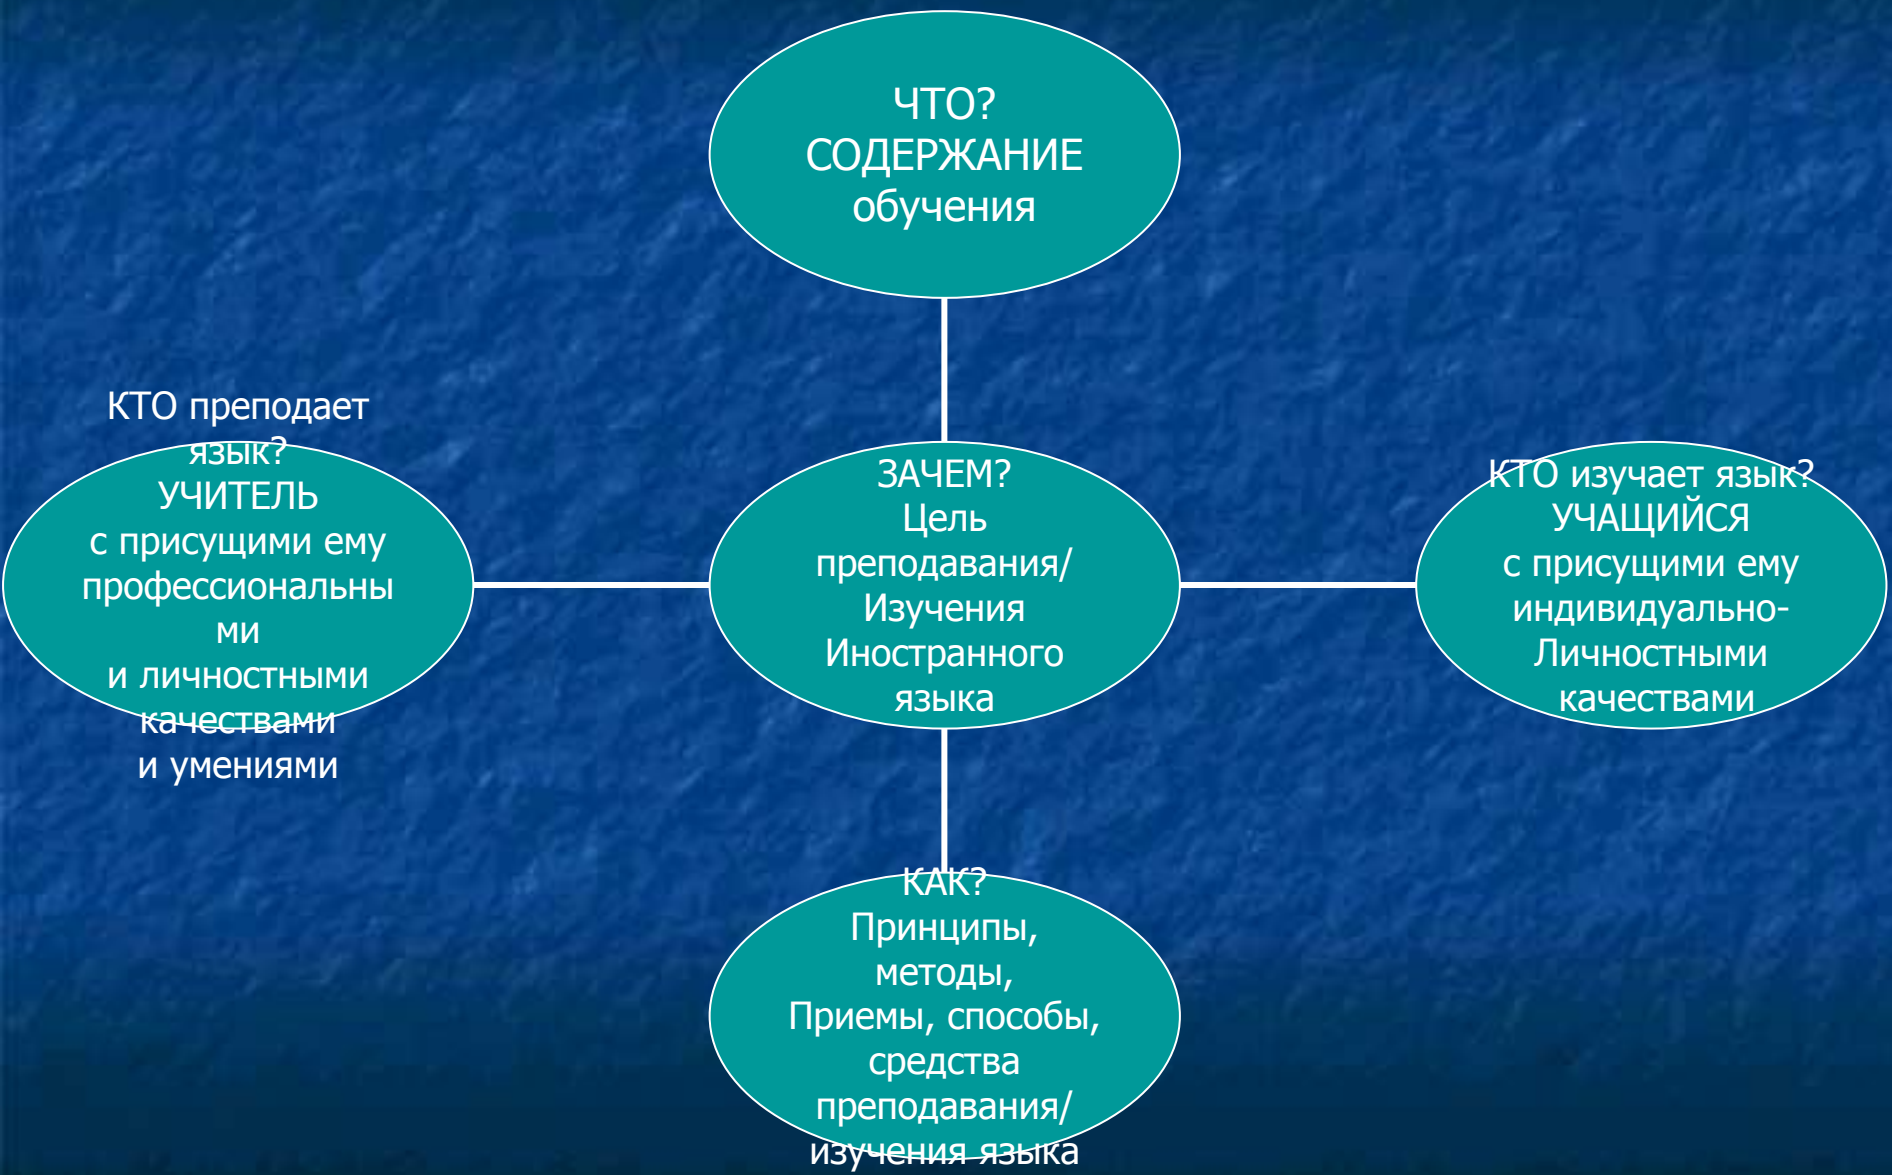 ЧТО?
СОДЕРЖАНИЕ
обучения
КТО преподает
язык?
УЧИТЕЛЬ
с присущими ему
профессиональны
ми
и личностными
качествами
и умениями
ЗАЧЕМ?
Цель
преподавания/
Изучения
Иностранного
языка
КТО изучает язык?
УЧАЩИЙСЯ
с присущими ему
индивидуально-
Личностными
качествами
КАК?
Принципы,
методы,
Приемы, способы,
средства
преподавания/
изучения языка